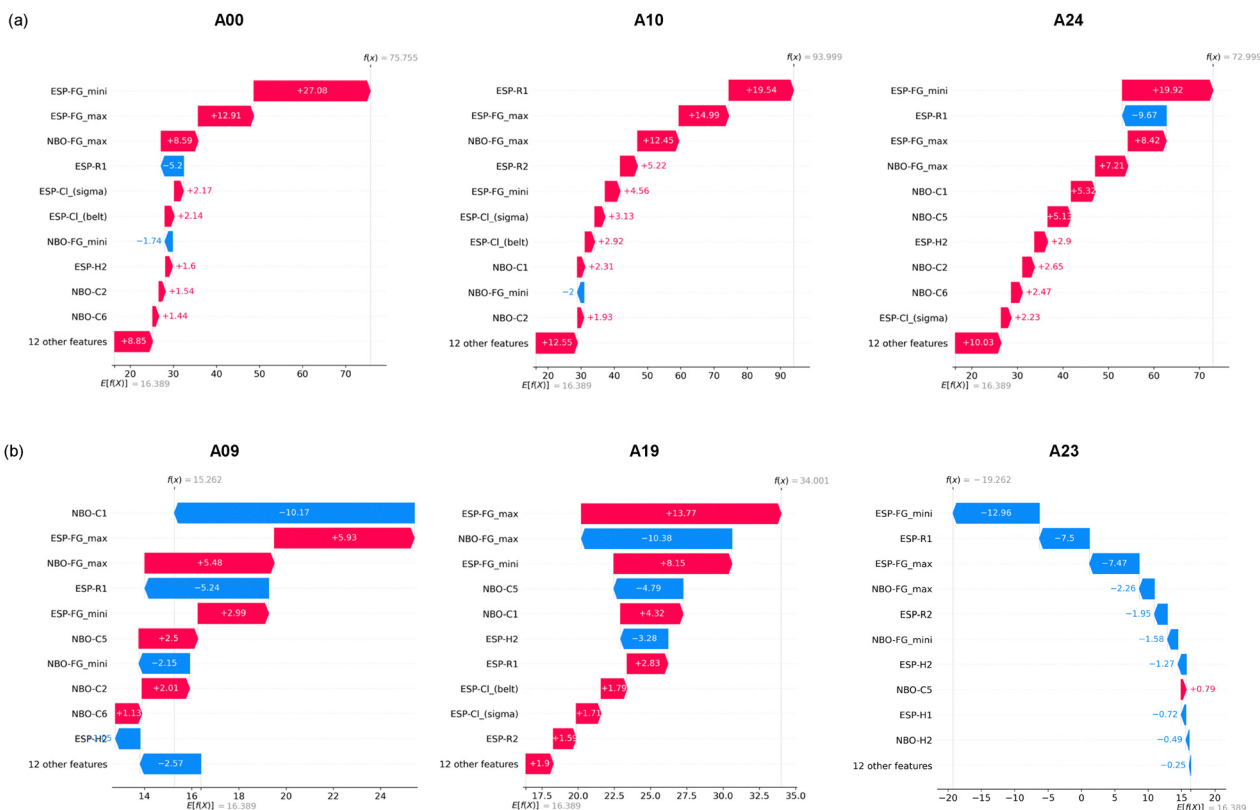 (a)
A00
f(x) = 75.755
ESP-FG_mini +27.08
ESP-FG_max +12.91
NBO-FG_max +8.59
ESP-R1 −5.2
ESP-Cl_(sigma) +2.17
ESP-Cl_(belt) +2.14
NBO-FG_mini −1.74
ESP-H2 +1.6
NBO-C2 +1.54
NBO-C6 +1.44
12 other features +8.85
20 30 40 50 60 70
E[f(X)] = 16.389
A10
f(x) = 93.999
ESP-R1 +19.54
ESP-FG_max +14.99
NBO-FG_max +12.45
ESP-R2 +5.22
ESP-FG_mini +4.56
ESP-Cl_(sigma) +3.13
ESP-Cl_(belt) +2.92
NBO-C1 +2.31
NBO-FG_mini −2
NBO-C2 +1.93
12 other features +12.55
20 30 40 50 60 70 80 90
E[f(X)] = 16.389
A24
f(x) = 72.999
ESP-FG_mini +19.92
ESP-R1 −9.67
ESP-FG_max +8.42
NBO-FG_max +7.21
NBO-C1 +5.32
NBO-C5 +5.13
ESP-H2 +2.9
NBO-C2 +2.65
NBO-C6 +2.47
ESP-Cl_(sigma) +2.23
12 other features +10.03
20 30 40 50 60 70
E[f(X)] = 16.389
(b)
A09
f(x) = 15.262
NBO-C1 −10.17
ESP-FG_max +5.93
NBO-FG_max +5.48
ESP-R1 −5.24
ESP-FG_mini +2.99
NBO-C5 +2.5
NBO-FG_mini −2.15
NBO-C2 +2.01
NBO-C6 +1.13
ESP-H2
12 other features −2.57
14 16 18 20 22 24
E[f(X)] = 16.389
A19
f(x) = 34.001
ESP-FG_max +13.77
NBO-FG_max −10.38
ESP-FG_mini +8.15
NBO-C5 −4.79
NBO-C1 +4.32
ESP-H2 −3.28
ESP-R1 +2.83
ESP-Cl_(belt) +1.79
ESP-Cl_(sigma) +1.71
ESP-R2 +1.59
12 other features +1.9
17.5 20.0 22.5 25.0 27.5 30.0 32.5 35.0
E[f(X)] = 16.389
A23
f(x) = −19.262
ESP-FG_mini −12.96
ESP-R1 −7.5
ESP-FG_max −7.47
NBO-FG_max −2.26
ESP-R2 −1.95
NBO-FG_mini −1.58
ESP-H2 −1.27
NBO-C5 +0.79
ESP-H1 −0.72
NBO-H2 −0.49
12 other features −0.25
−20 −15 −10 −5 0 5 10 15 20
E[f(X)] = 16.389